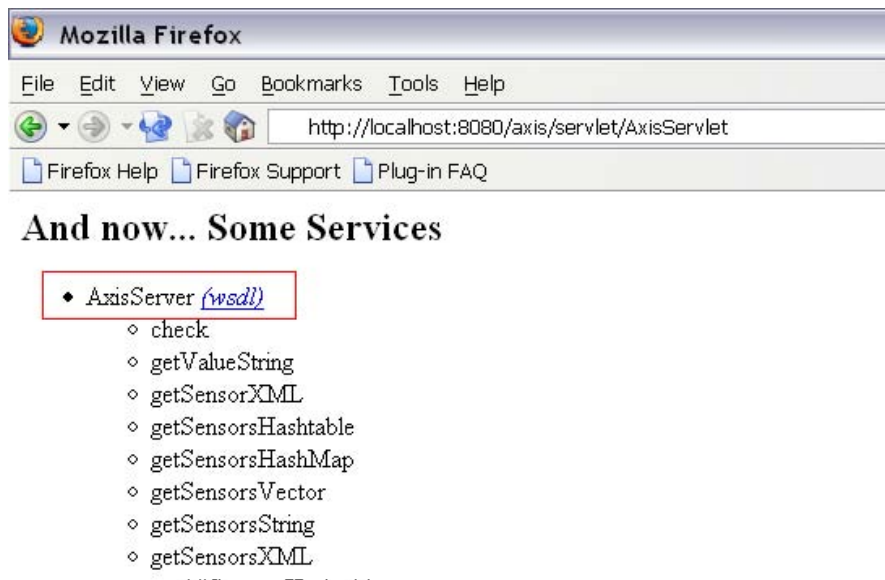 Mozilla Firefox
File Edit View Go Bookmarks Tools Help
http://localhost:8080/axis/servlet/AxisServlet
Firefox Help Firefox Support Plug-in FAQ
And now... Some Services
AxisServer (wsdl)
check
getValueString
getSensorXML
getSensorsHashtable
getSensorsHashMap
getSensorsVector
getSensorsString
getSensorsXML